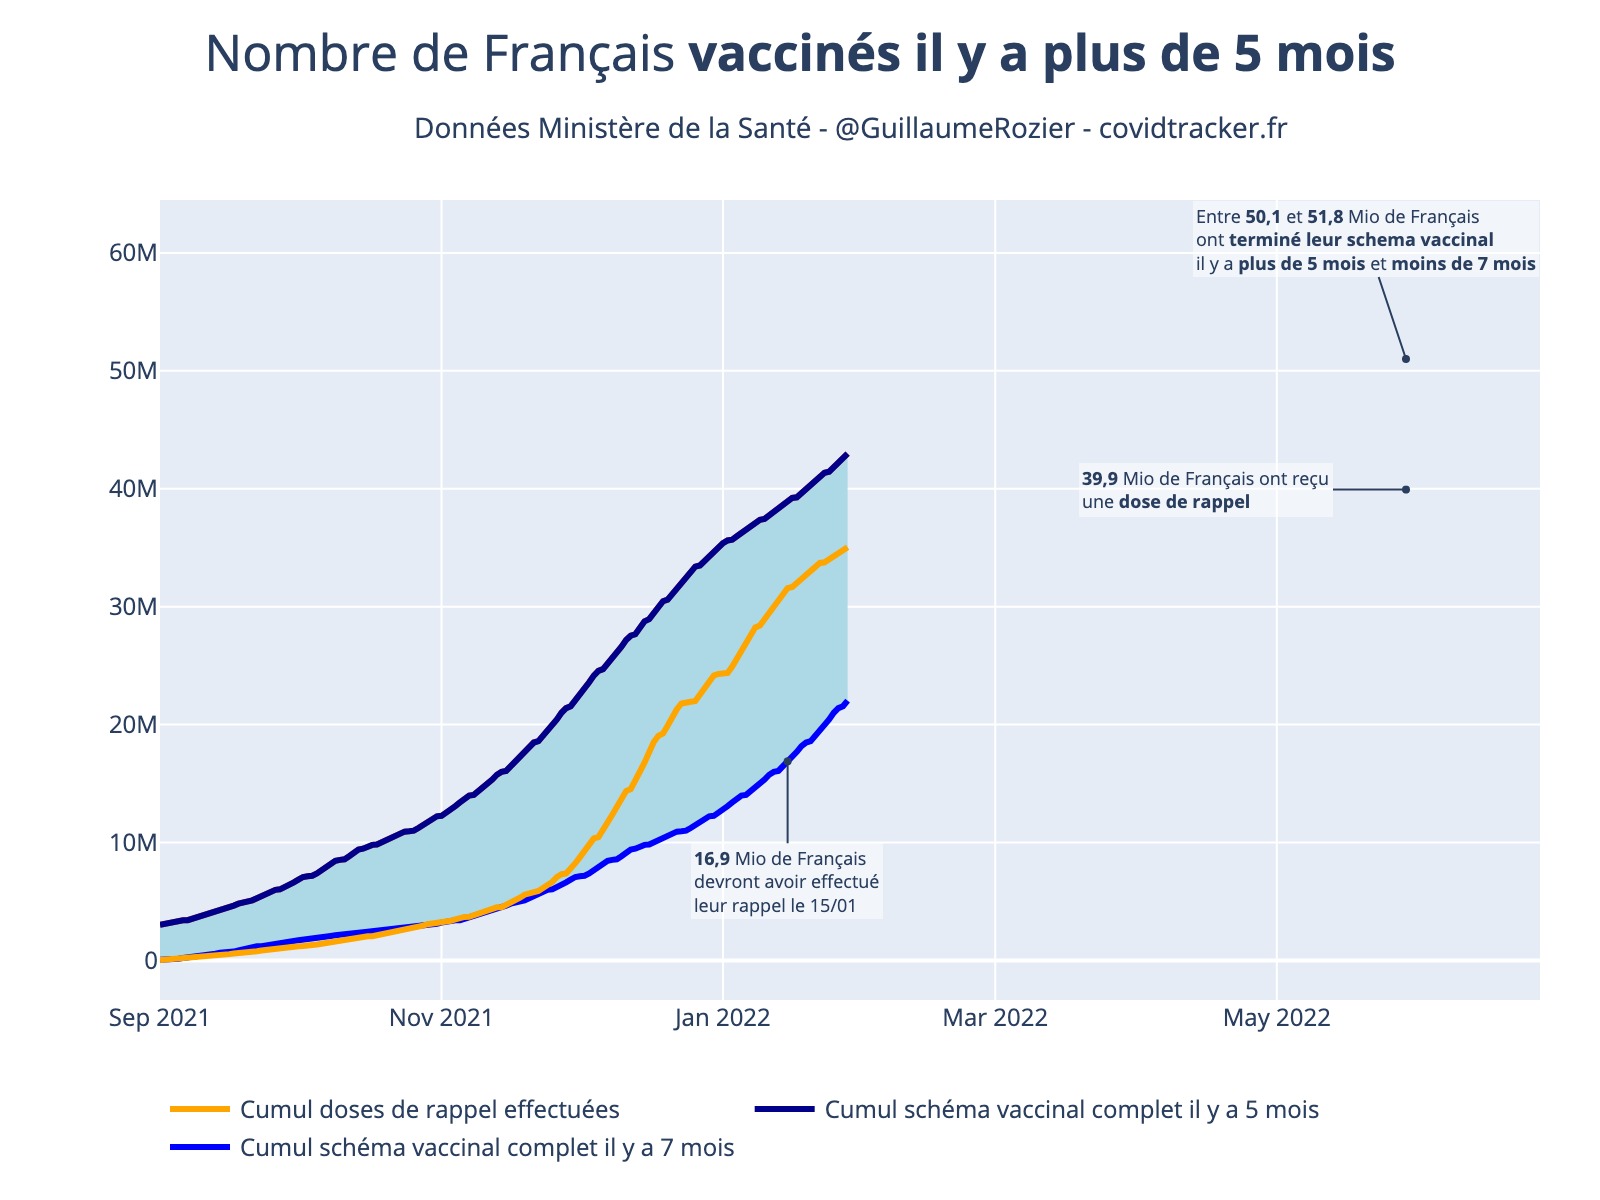 Nombre de Français vaccinés il y a plus de 5 mois
Données Ministère de la Santé - @GuillaumeRozier - covidtracker.fr
Entre 50,1 et 51,8 Mio de Français
ont terminé leur schema vaccinal
il y a plus de 5 mois et moins de 7 mois
60M
50M
39,9 Mio de Français ont reçu
une dose de rappel
40M
30M
20M
10M
16,9 Mio de Français
devront avoir effectué
leur rappel le 15/01
0
Sep 2021
Nov 2021
Jan 2022
Mar 2022
May 2022
Cumul doses de rappel effectuées
Cumul schéma vaccinal complet il y a 5 mois
Cumul schéma vaccinal complet il y a 7 mois